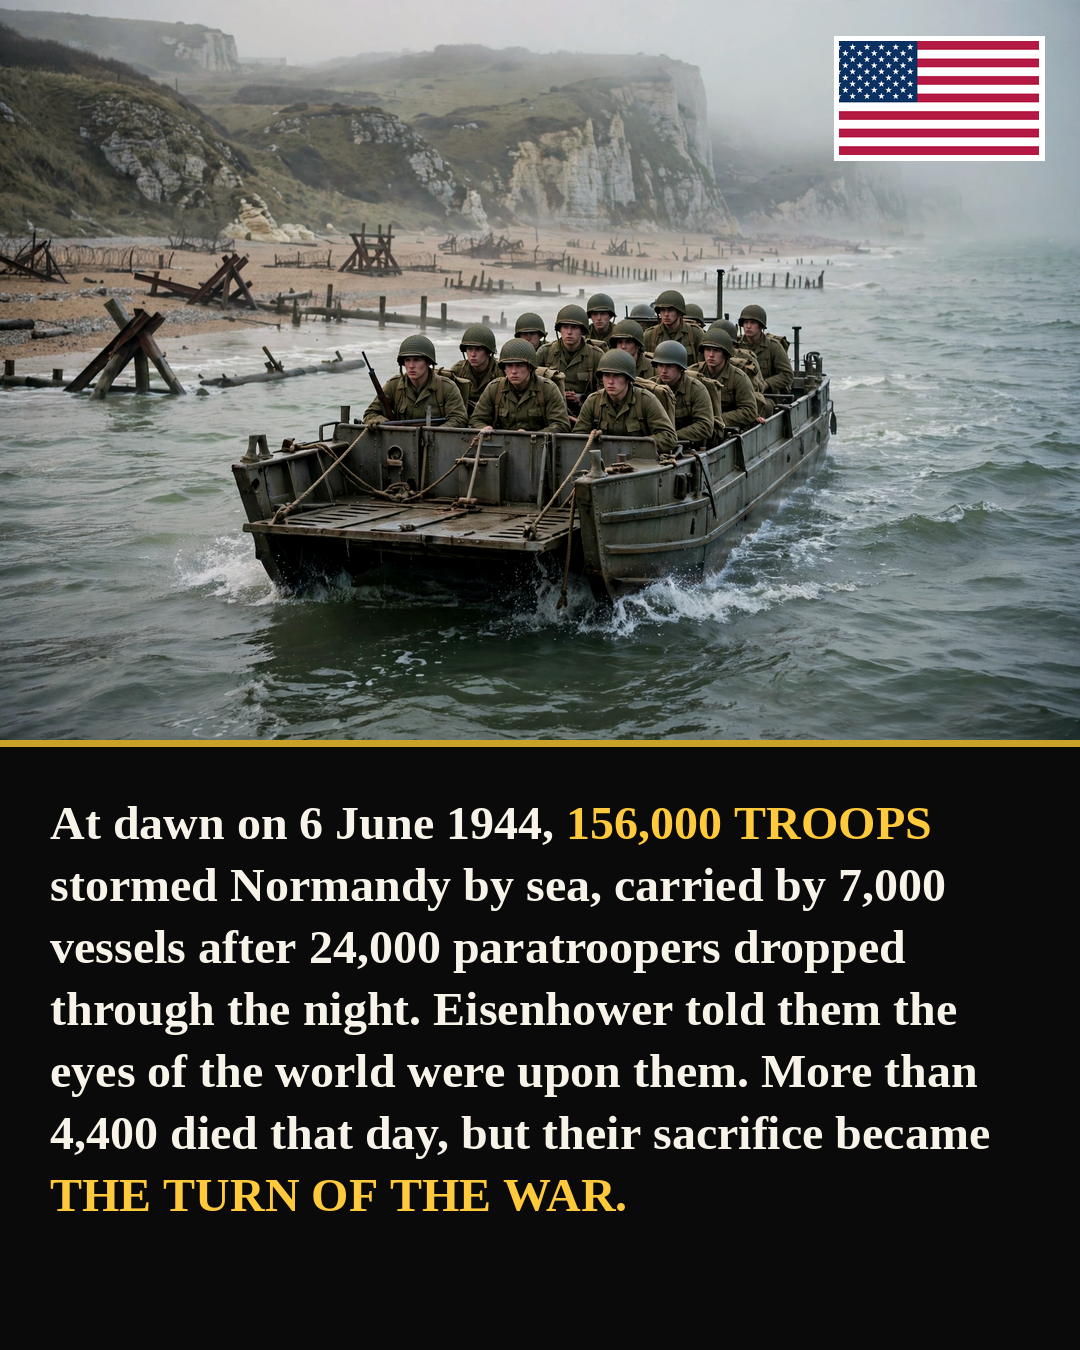 At dawn on 6 June 1944, 156,000 TROOPS
stormed Normandy by sea, carried by 7,000
vessels after 24,000 paratroopers dropped
through the night. Eisenhower told them the
eyes of the world were upon them. More than
4,400 died that day, but their sacrifice became
THE TURN OF THE WAR.